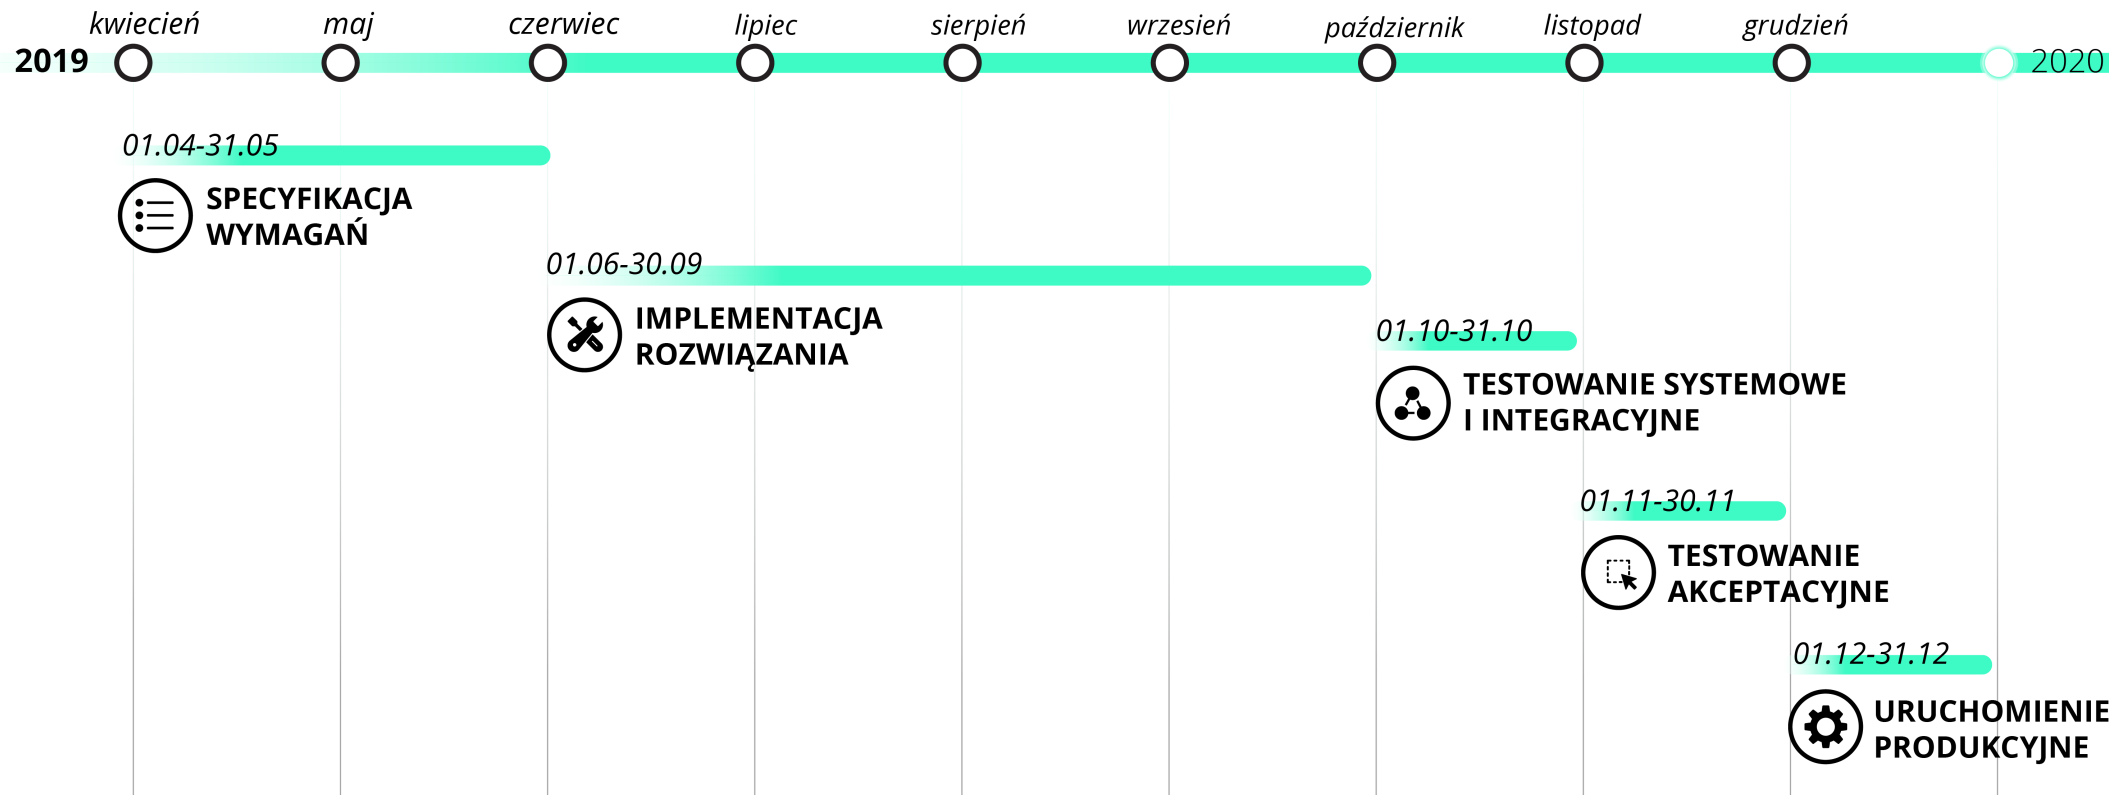 kwiecień
maj
czerwiec
lipiec
sierpień
wrzesień
październik
listopad
grudzień
2019
2020
01.04-31.05
SPECYFIKACJA
WYMAGAŃ
01.06-30.09
IMPLEMENTACJA
ROZWIĄZANIA
01.10-31.10
TESTOWANIE SYSTEMOWE
I INTEGRACYJNE
01.11-30.11
TESTOWANIE
AKCEPTACYJNE
01.12-31.12
URUCHOMIENIE
PRODUKCYJNE